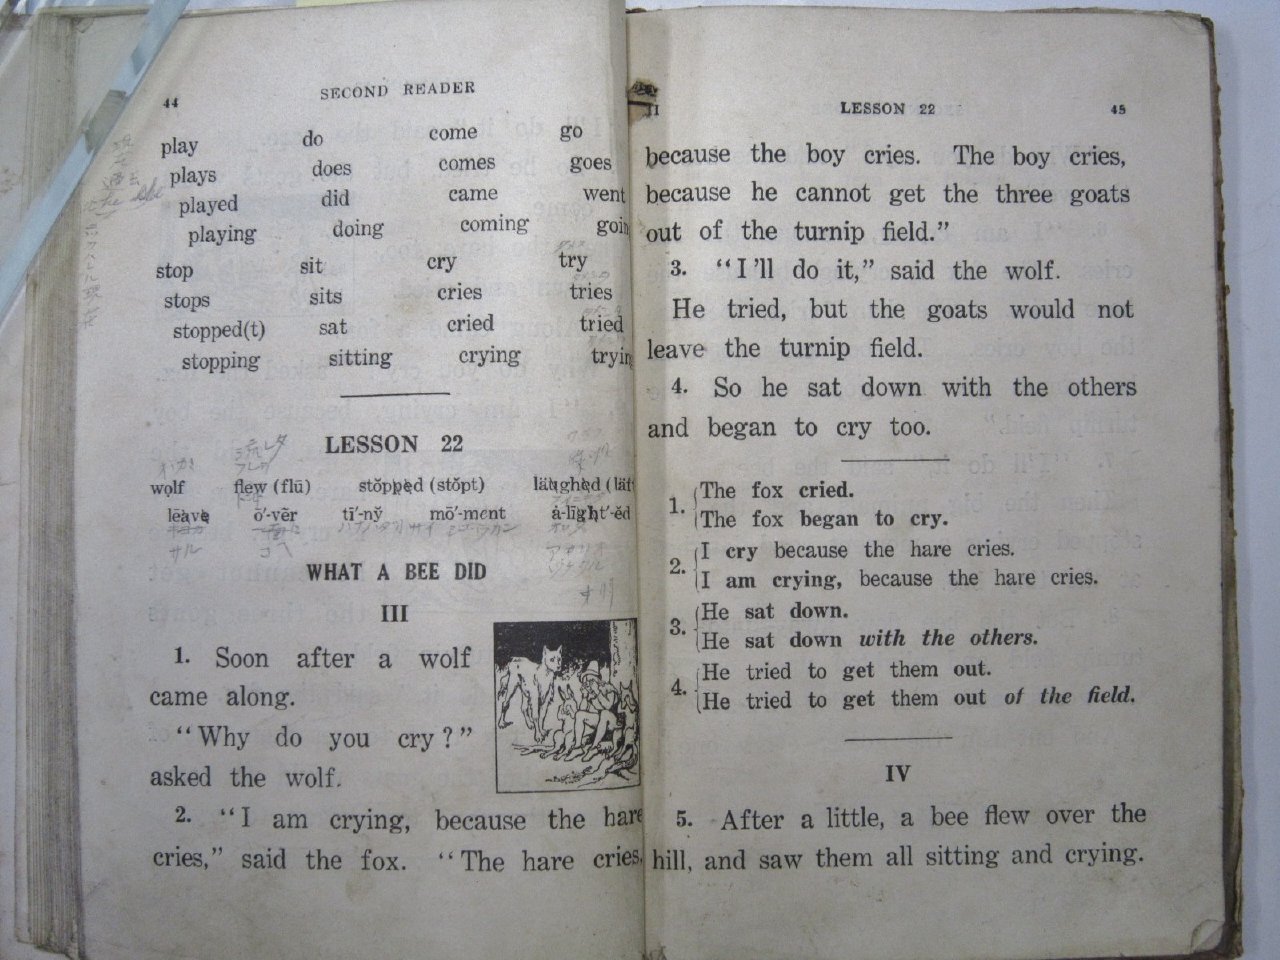 44 SECOND READER
play do come go
plays does comes goes
played did came went
playing doing coming goin
stop sit cry try
stops sits cries tries
stopped(t) sat cried tried
stopping sitting crying trying
LESSON 22
wolf flew (flū) stŏpped (stŏpt) läughed (läf
lēave ō'-vẽr tī'-ny̆ mō'-ment ȧ-līght'-ĕd
WHAT A BEE DID
III
1. Soon after a wolf
came along.
“Why do you cry?”
asked the wolf.
2. “I am crying, because the hare
cries,” said the fox. “The hare cries,
II LESSON 22 45
because the boy cries. The boy cries,
because he cannot get the three goats
out of the turnip field.”
3. “I'll do it,” said the wolf.
He tried, but the goats would not
leave the turnip field.
4. So he sat down with the others
and began to cry too.
1. The fox cried.
The fox began to cry.
2. I cry because the hare cries.
I am crying, because the hare cries.
3. He sat down.
He sat down with the others.
4. He tried to get them out.
He tried to get them out of the field.
IV
5. After a little, a bee flew over the
hill, and saw them all sitting and crying.